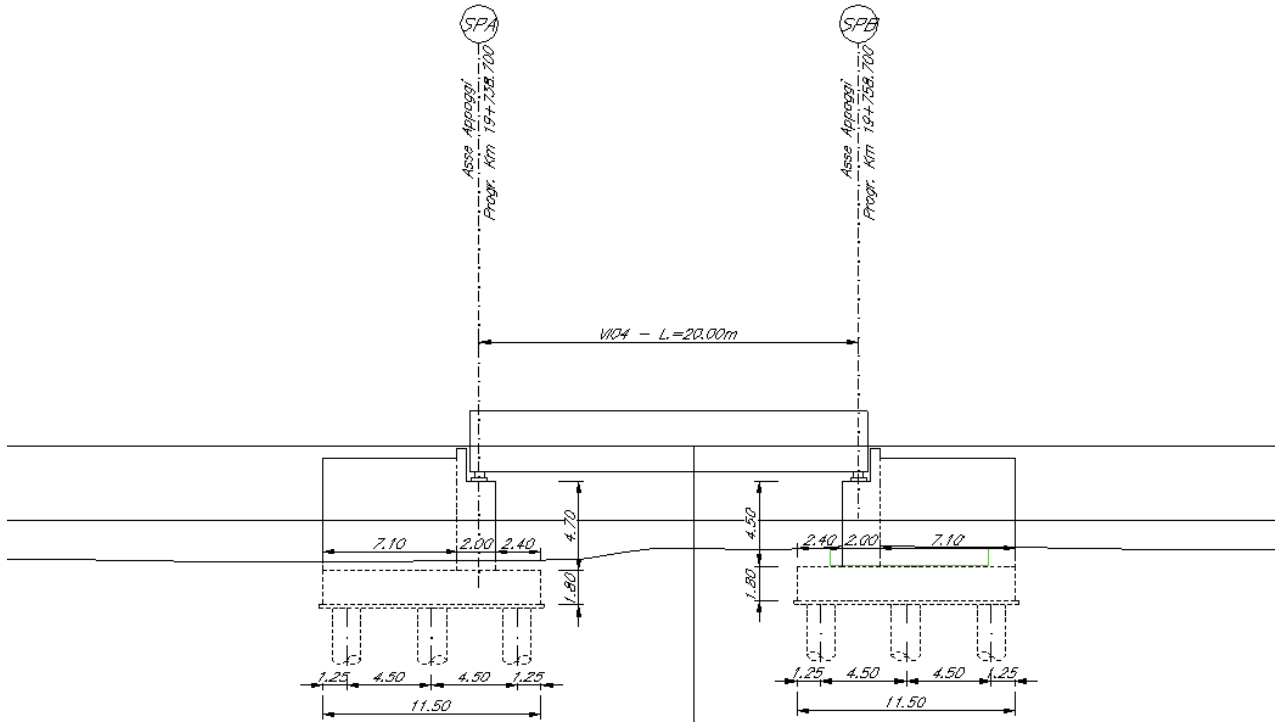 SPA
SPB
Asse Appoggi
Progr. Km 19+738.700
Asse Appoggi
Progr. Km 19+758.700
VI04 - L.=20.00m
4.70
4.50
7.10
2.00
2.40
2.40
2.00
7.10
1.80
1.80
1.25
4.50
4.50
1.25
1.25
4.50
4.50
1.25
11.50
11.50